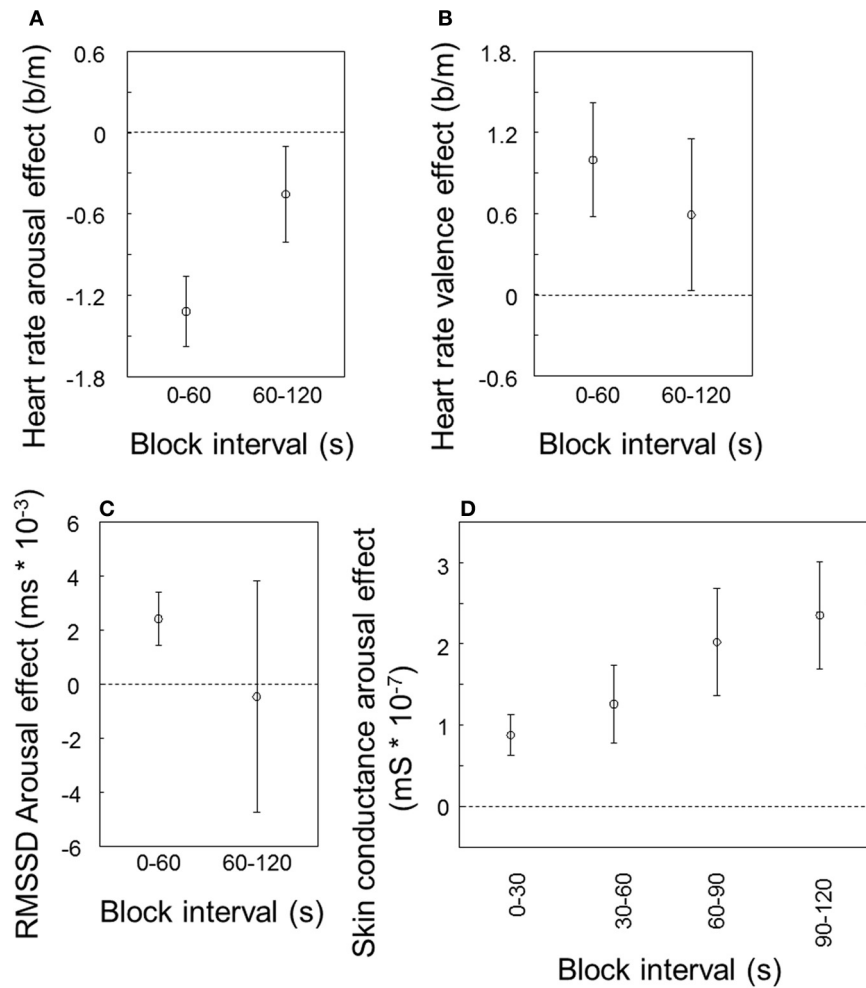 A
Heart rate arousal effect (b/m)
0.6
0
-0.6
-1.2
-1.8
0-60 60-120
Block interval (s)
B
Heart rate valence effect (b/m)
1.8.
1.2
0.6
0
-0.6
0-60 60-120
Block interval (s)
C
RMSSD Arousal effect (ms * 10-3)
6
4
2
0
-2
-4
-6
0-60 60-120
Block interval (s)
D
Skin conductance arousal effect
(mS * 10-7)
3
2
1
0
0-30 30-60 60-90 90-120
Block interval (s)